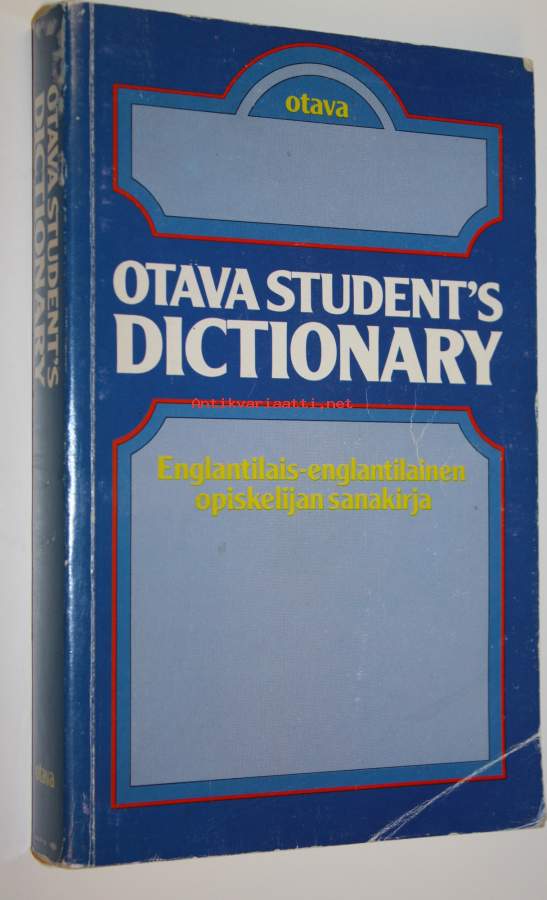 otava
OTAVA STUDENT'S
DICTIONARY
Antikvariaatti.net
Englantilais-englantilainen
opiskelijan sanakirja
OTAVA STUDENT'S
DICTIONARY
otava